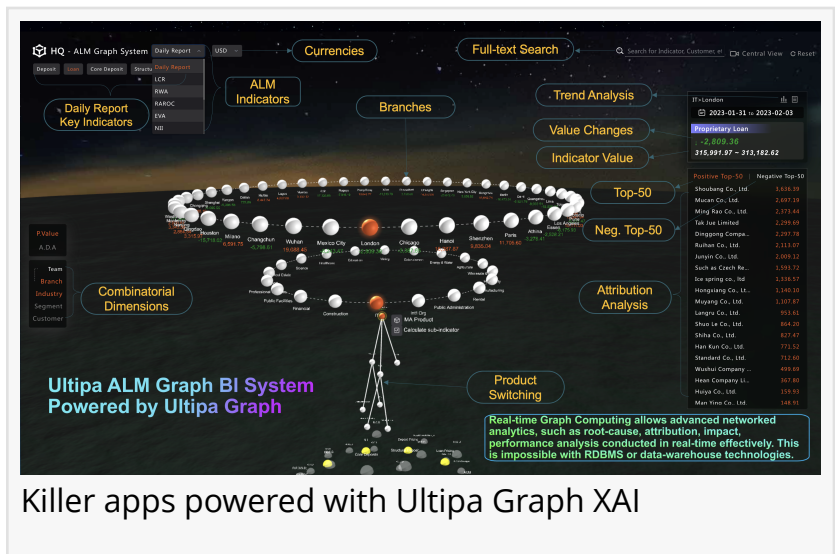 HQ - ALM Graph System
Daily Report
USD
Currencies
Full-text Search
Search for Indicator, Customer, et
Central View
Reset
Deposit
Loan
Core Deposit
Structu
Daily Report
LCR
RWA
RAROC
EVA
NII
ALM
Indicators
Daily Report
Key Indicators
Branches
Trend Analysis
Value Changes
Indicator Value
Top-50
Neg. Top-50
IT>London
2023-01-31 to 2023-02-03
Proprietary Loan
-2,809.36
315,991.97 ~ 313,182.62
Positive Top-50
Negative Top-50
Shoubang Co., Ltd. 3,636.39
Mucan Co., Ltd. 2,697.19
Ming Rao Co., Ltd. 2,373.44
Tak Jue Limited 2,299.69
Dinggong Compa... 2,297.78
Ruihan Co., Ltd. 2,113.07
Junyin Co., Ltd. 2,009.12
Such as Czech Re... 1,593.72
Ice spring co., ltd 1,336.57
Hongxiang Co., Lt... 1,140.10
Muyang Co., Ltd. 1,107.87
Langru Co., Ltd. 953.61
Shuo Le Co., Ltd. 864.20
Shiha Co., Ltd. 827.47
Han Kun Co., Ltd. 771.52
Standard Co., Ltd. 712.60
Wushui Company ... 499.69
Hean Company Li... 367.80
Huiya Co., Ltd. 159.93
Man Ying Co., Ltd. 148.91
Houston
Milano
Changchun
Wuhan
Mexico City
London
Chicago
Hanoi
Shenzhen
Paris
Athina
Los Angeles
P.Value
A.D.A
Team
Branch
Industry
Segment
Customer
Combinatorial
Dimensions
Public Facilities
Financial
Construction
Public Administration
Rental
MA Product
Calculate sub-indicator
Attribution
Analysis
Product
Switching
Ultipa ALM Graph BI System
Powered by Ultipa Graph
Real-time Graph Computing allows advanced networked
analytics, such as root-cause, attribution, impact,
performance analysis conducted in real-time effectively. This
is impossible with RDBMS or data-warehouse technologies.
Killer apps powered with Ultipa Graph XAI